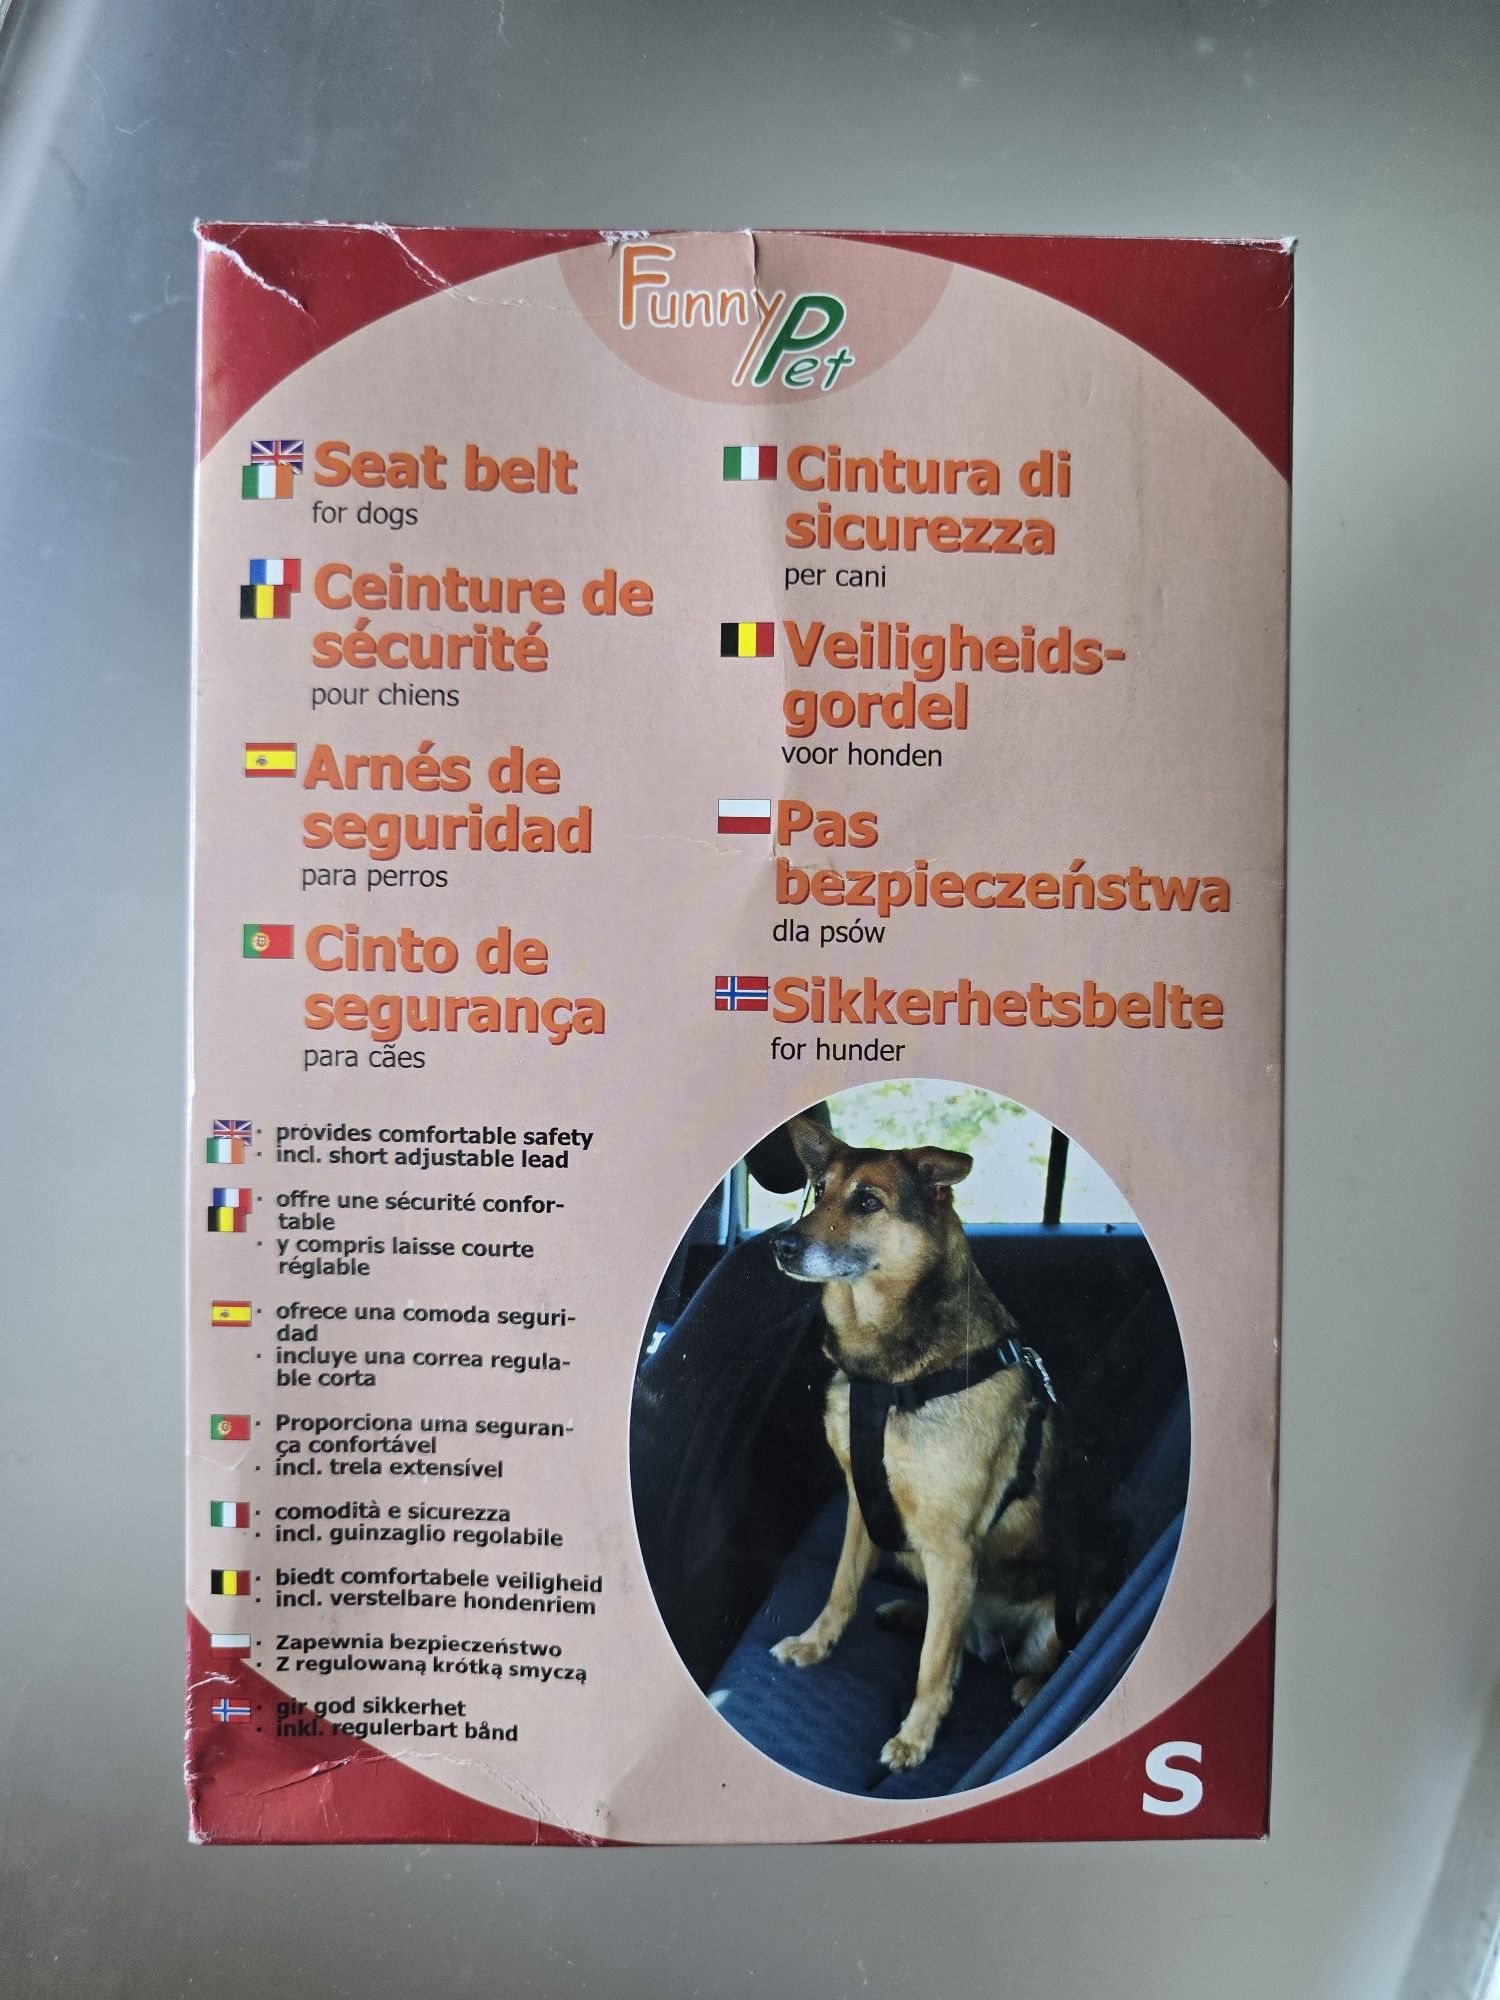 Funny Pet
Seat belt
for dogs
Ceinture de
sécurité
pour chiens
Arnés de
seguridad
para perros
Cinto de
segurança
para cães
Cintura di
sicurezza
per cani
Veiligheids-
gordel
voor honden
Pas
bezpieczeństwa
dla psów
Sikkerhetsbelte
for hunder
· provides comfortable safety
· incl. short adjustable lead
· offre une sécurité confor-
table
· y compris laisse courte
réglable
· ofrece una comoda seguri-
dad
· incluye una correa regula-
ble corta
· Proporciona uma seguran-
ça confortável
· incl. trela extensível
· comodità e sicurezza
· incl. guinzaglio regolabile
· biedt comfortabele veiligheid
· incl. verstelbare hondenriem
· Zapewnia bezpieczeństwo
· Z regulowaną krótką smyczą
· gir god sikkerhet
· inkl. regulerbart bånd
S